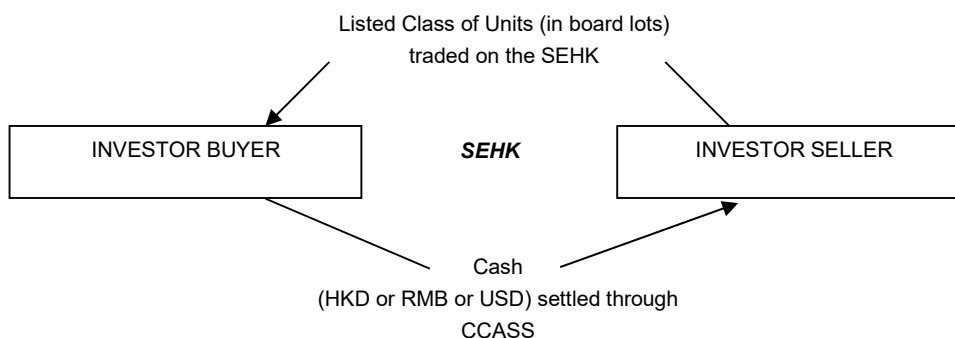 Listed Class of Units (in board lots)
traded on the SEHK
INVESTOR BUYER
SEHK
INVESTOR SELLER
Cash
(HKD or RMB or USD) settled through
CCASS